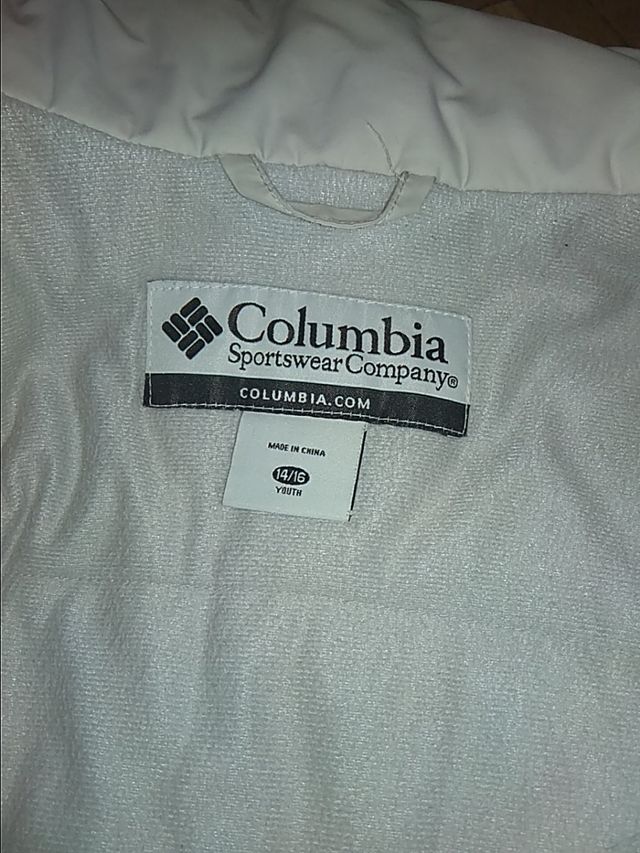 Columbia
Sportswear Company®
COLUMBIA.COM
MADE IN CHINA
14/16
YOUTH